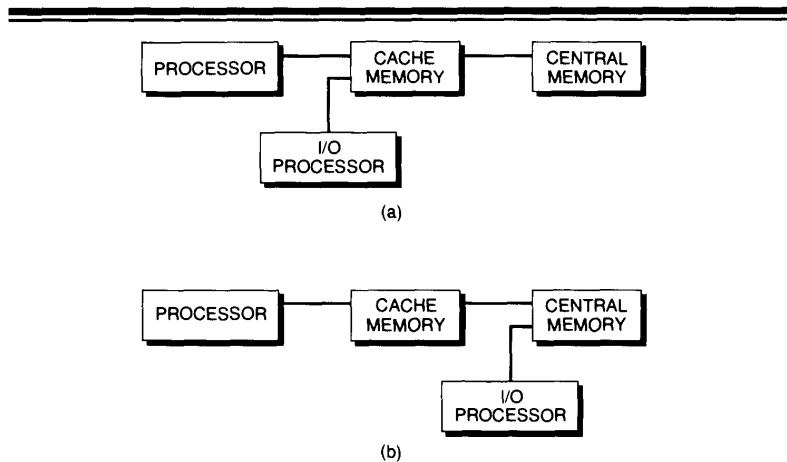 PROCESSOR
CACHE
MEMORY
CENTRAL
MEMORY
I/O
PROCESSOR
(a)
PROCESSOR
CACHE
MEMORY
CENTRAL
MEMORY
I/O
PROCESSOR
(b)